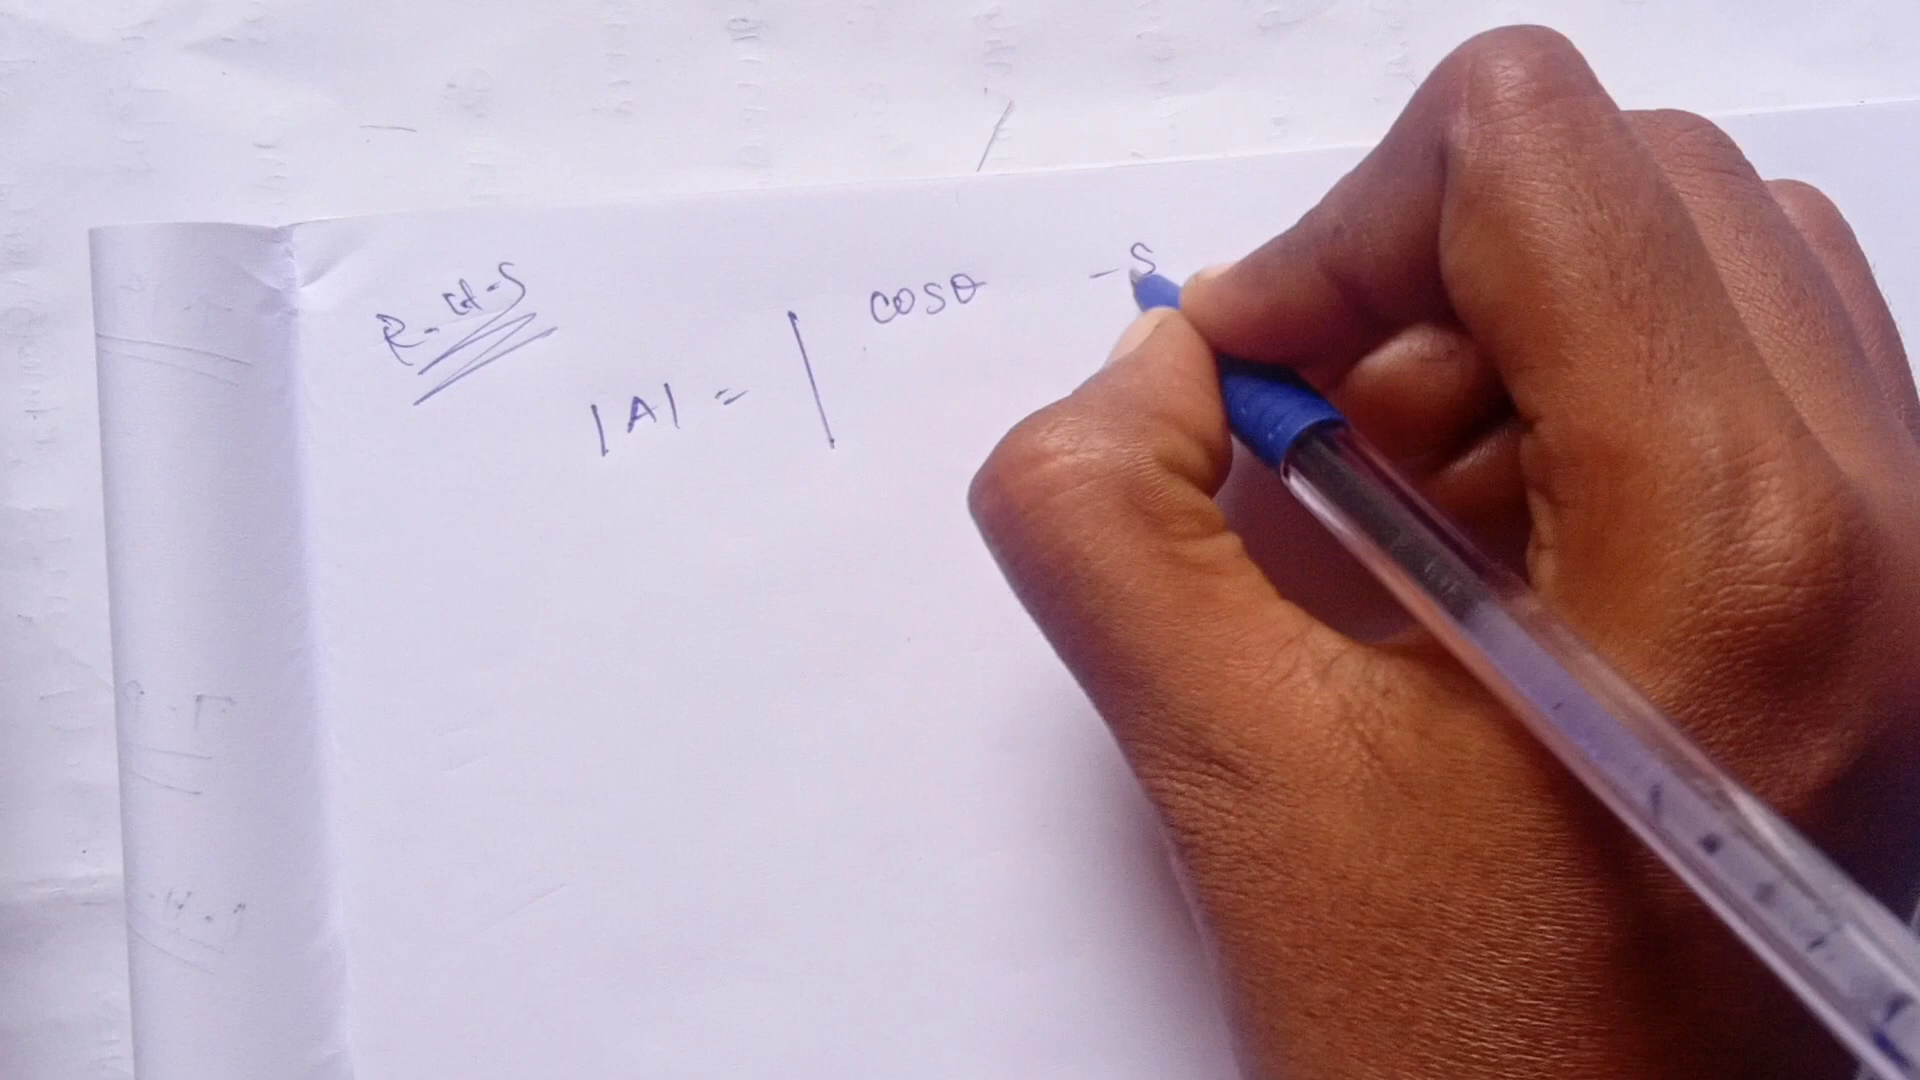 R.H.S
|A| = | cosθ -S